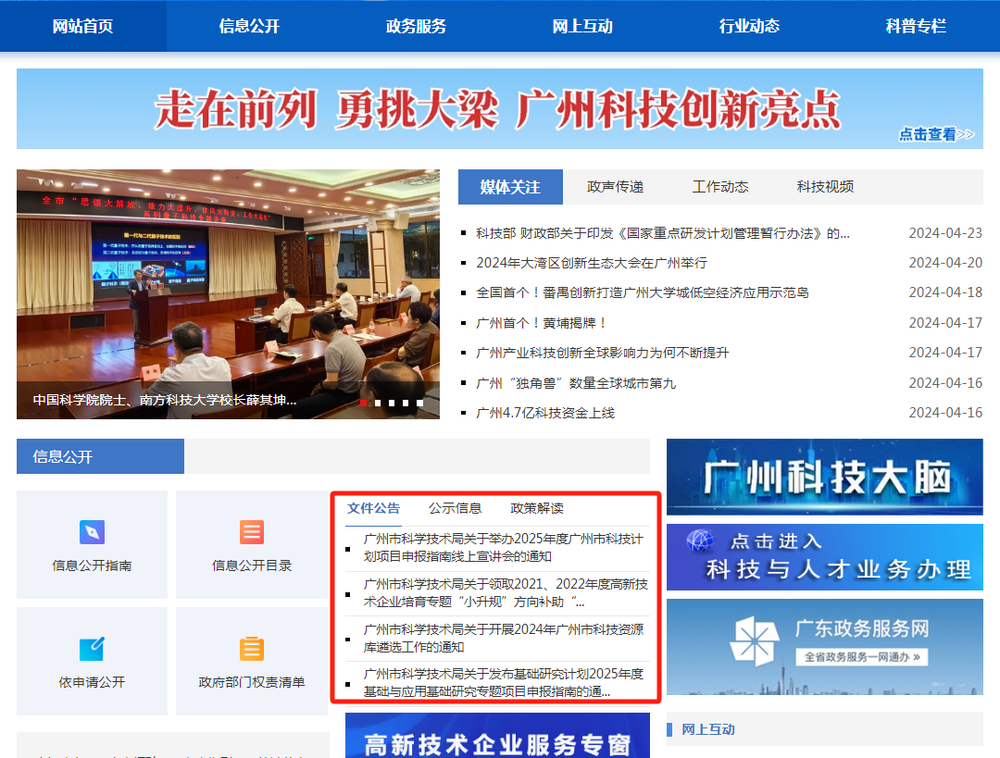 网站首页 信息公开 政务服务 网上互动 行业动态 科普专栏
走在前列 勇挑大梁 广州科技创新亮点
点击查看>>
第一代与二代量子技术的区别
中国科学院院士、南方科技大学校长薛其坤...
媒体关注 政声传递 工作动态 科技视频
科技部 财政部关于印发《国家重点研发计划管理暂行办法》的... 2024-04-23
2024年大湾区创新生态大会在广州举行 2024-04-20
全国首个！番禺创新打造广州大学城低空经济应用示范岛 2024-04-18
广州首个！黄埔揭牌！ 2024-04-17
广州产业科技创新全球影响力为何不断提升 2024-04-17
广州“独角兽”数量全球城市第九 2024-04-16
广州4.7亿科技资金上线 2024-04-16
信息公开
信息公开指南
信息公开目录
依申请公开
政府部门权责清单
文件公告 公示信息 政策解读
广州市科学技术局关于举办2025年度广州市科技计
划项目申报指南线上宣讲会的通知
广州市科学技术局关于领取2021、2022年度高新技
术企业培育专题“小升规”方向补助“...
广州市科学技术局关于开展2024年广州市科技资源
库遴选工作的通知
广州市科学技术局关于发布基础研究计划2025年度
基础与应用基础研究专题项目申报指南的通...
高新技术企业服务专窗
广州科技大脑
点击进入
科技与人才业务办理
广东政务服务网
全省政务服务一网通办 »
网上互动